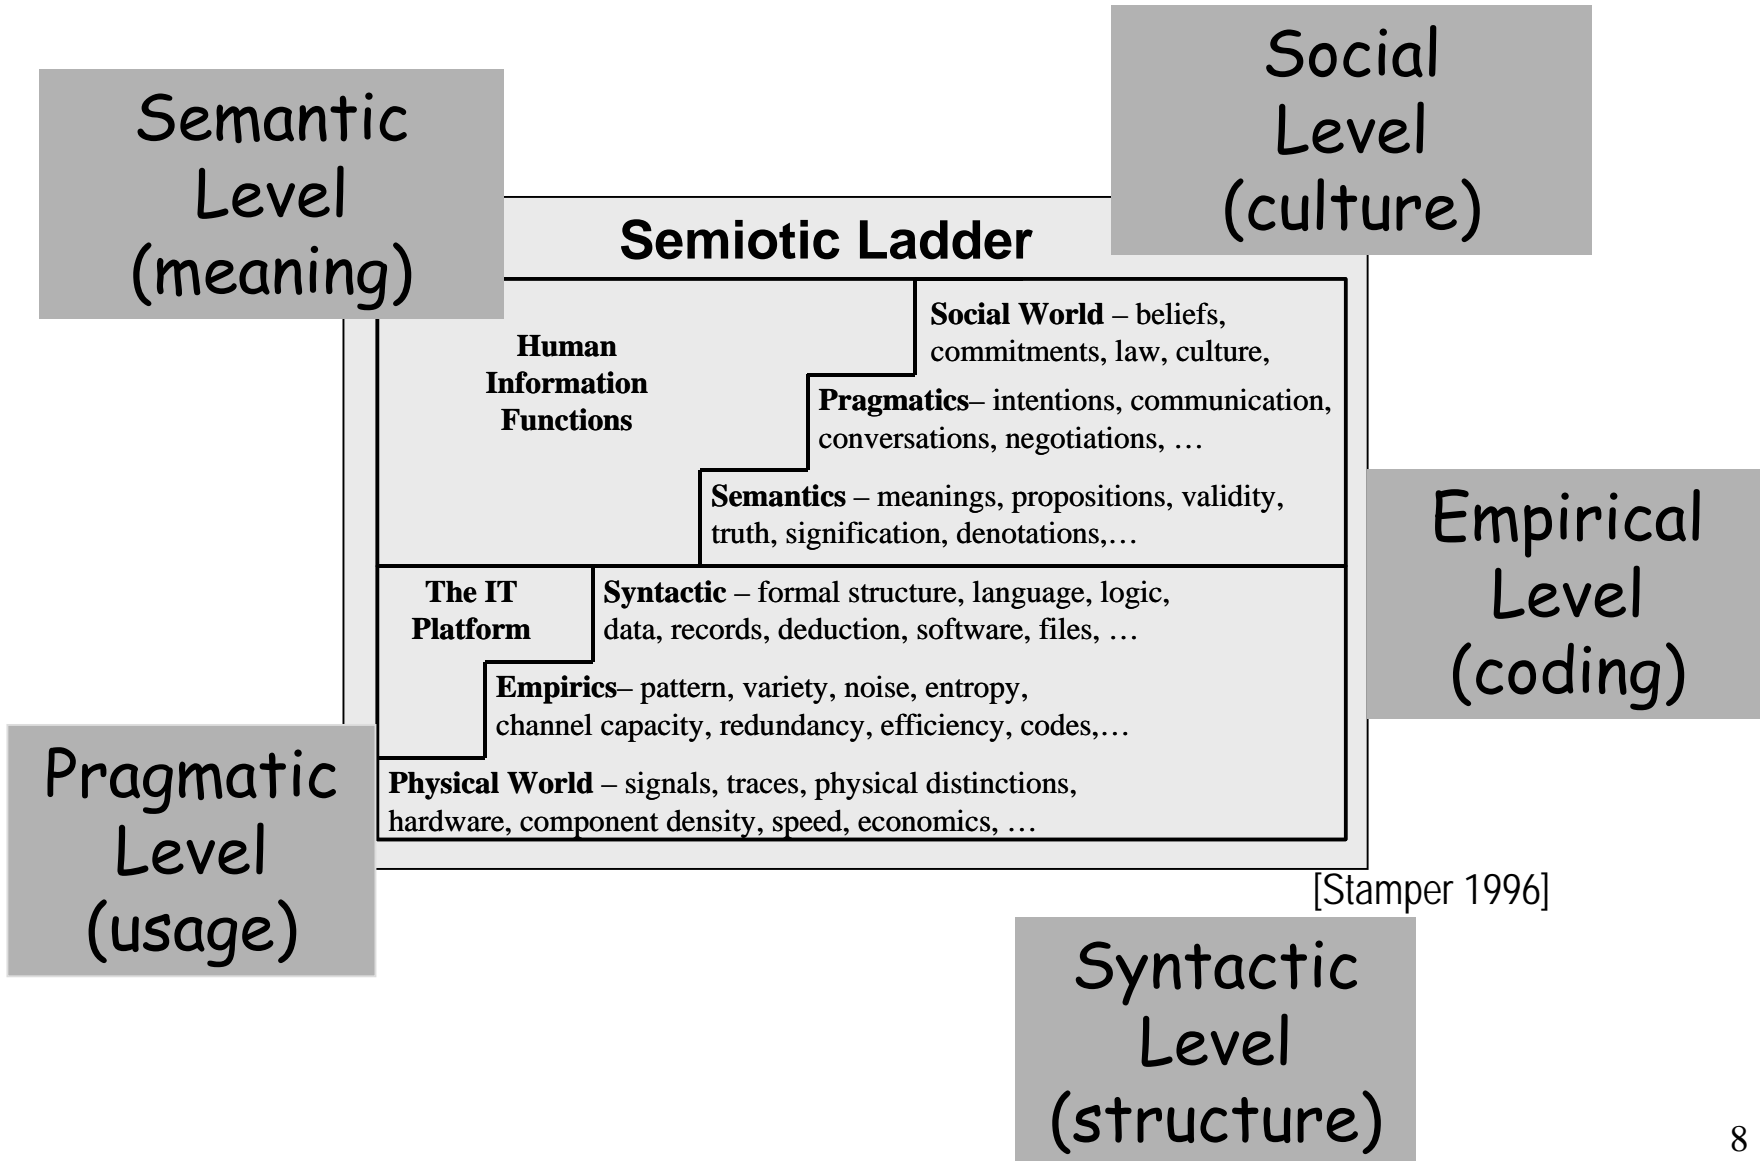 Semantic
Level
(meaning)
Social
Level
(culture)
Semiotic Ladder
Human
Information
Functions
Social World – beliefs,
commitments, law, culture,
Pragmatics– intentions, communication,
conversations, negotiations, …
Semantics – meanings, propositions, validity,
truth, signification, denotations,…
The IT
Platform
Syntactic – formal structure, language, logic,
data, records, deduction, software, files, …
Empirics– pattern, variety, noise, entropy,
channel capacity, redundancy, efficiency, codes,…
Physical World – signals, traces, physical distinctions,
hardware, component density, speed, economics, …
Empirical
Level
(coding)
Pragmatic
Level
(usage)
[Stamper 1996]
Syntactic
Level
(structure)
8